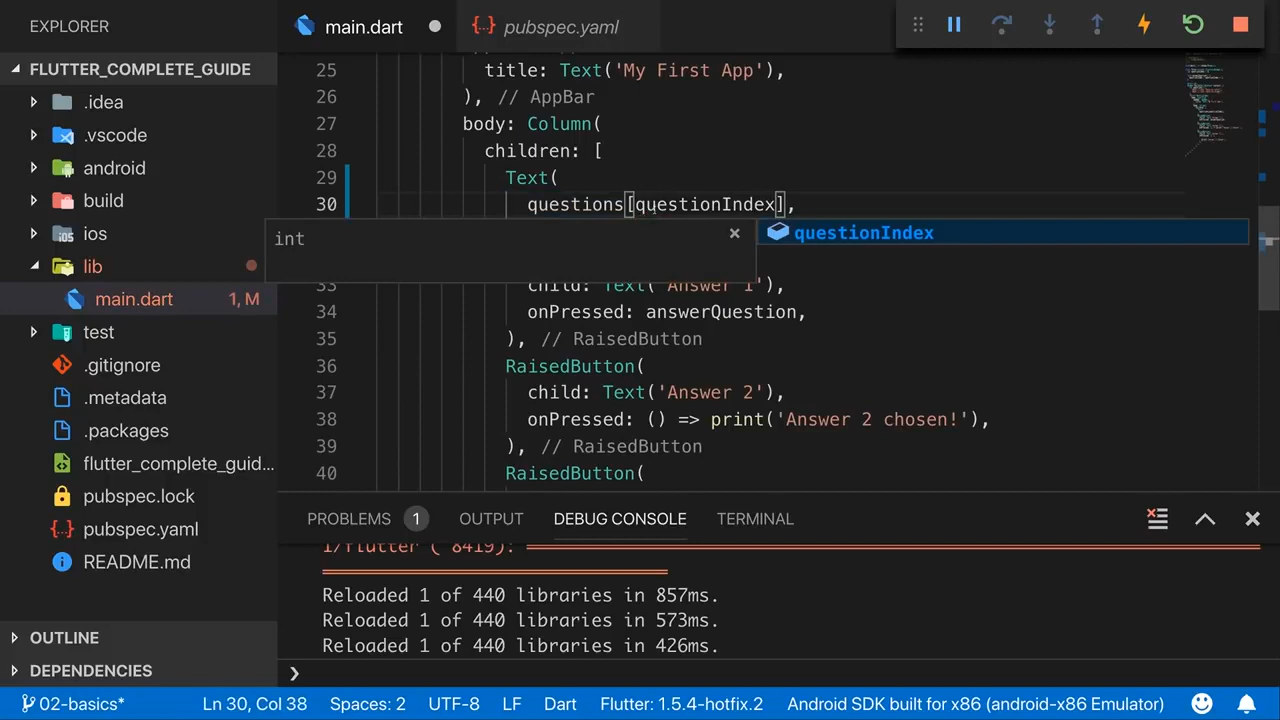 EXPLORER
FLUTTER_COMPLETE_GUIDE
.idea
.vscode
android
build
ios
lib
main.dart 1, M
test
.gitignore
.metadata
.packages
flutter_complete_guid...
pubspec.lock
pubspec.yaml
README.md
OUTLINE
DEPENDENCIES
main.dart
pubspec.yaml
25 title: Text('My First App'),
26 ), // AppBar
27 body: Column(
28 children: [
29 Text(
30 questions[questionIndex],
int
questionIndex
33 child: Text('Answer 1'),
34 onPressed: answerQuestion,
35 ), // RaisedButton
36 RaisedButton(
37 child: Text('Answer 2'),
38 onPressed: () => print('Answer 2 chosen!'),
39 ), // RaisedButton
40 RaisedButton(
PROBLEMS 1 OUTPUT DEBUG CONSOLE TERMINAL
I/flutter ( 8419): ════════
Reloaded 1 of 440 libraries in 857ms.
Reloaded 1 of 440 libraries in 573ms.
Reloaded 1 of 440 libraries in 426ms.
02-basics* Ln 30, Col 38 Spaces: 2 UTF-8 LF Dart Flutter: 1.5.4-hotfix.2 Android SDK built for x86 (android-x86 Emulator)